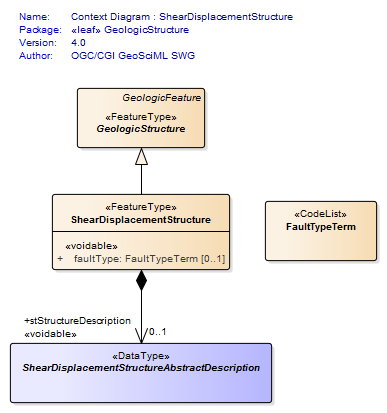 Name: Context Diagram : ShearDisplacementStructure
Package: «leaf» GeologicStructure
Version: 4.0
Author: OGC/CGI GeoSciML SWG
GeologicFeature
«FeatureType»
GeologicStructure
«FeatureType»
ShearDisplacementStructure
«voidable»
+ faultType: FaultTypeTerm [0..1]
«CodeList»
FaultTypeTerm
+stStructureDescription
«voidable»
0..1
«DataType»
ShearDisplacementStructureAbstractDescription